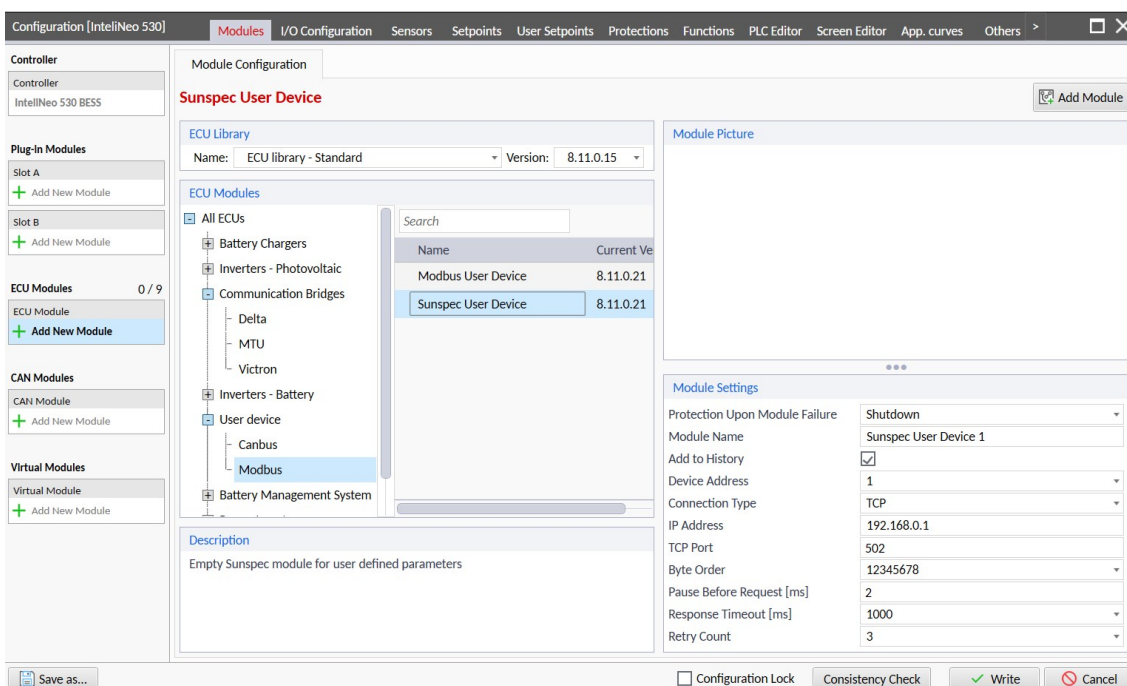 Configuration [InteliNeo 530]
Modules I/O Configuration Sensors Setpoints User Setpoints Protections Functions PLC Editor Screen Editor App. curves Others >
Controller
Controller
InteliNeo 530 BESS
Plug-In Modules
Slot A
Add New Module
Slot B
Add New Module
ECU Modules 0 / 9
ECU Module
Add New Module
CAN Modules
CAN Module
Add New Module
Virtual Modules
Virtual Module
Add New Module
Module Configuration
Sunspec User Device
Add Module
ECU Library
Name: ECU library - Standard Version: 8.11.0.15
ECU Modules
All ECUs
Battery Chargers
Inverters - Photovoltaic
Communication Bridges
Delta
MTU
Victron
Inverters - Battery
User device
Canbus
Modbus
Battery Management System
Search
Name Current Ve
Modbus User Device 8.11.0.21
Sunspec User Device 8.11.0.21
Description
Empty Sunspec module for user defined parameters
Module Picture
Module Settings
Protection Upon Module Failure Shutdown
Module Name Sunspec User Device 1
Add to History
Device Address 1
Connection Type TCP
IP Address 192.168.0.1
TCP Port 502
Byte Order 12345678
Pause Before Request [ms] 2
Response Timeout [ms] 1000
Retry Count 3
Save as...
Configuration Lock
Consistency Check
Write
Cancel